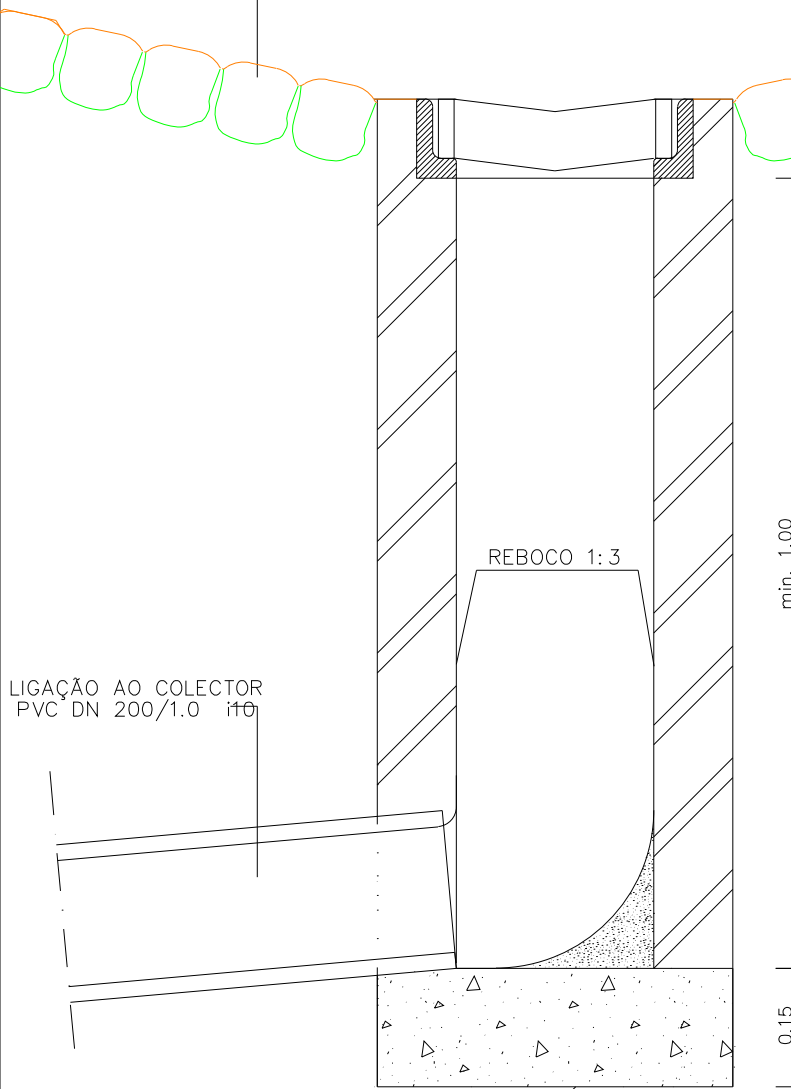 REBOCO 1:3
min. 1.00
LIGAÇÃO AO COLECTOR
PVC DN 200/1.0 i10
0.15